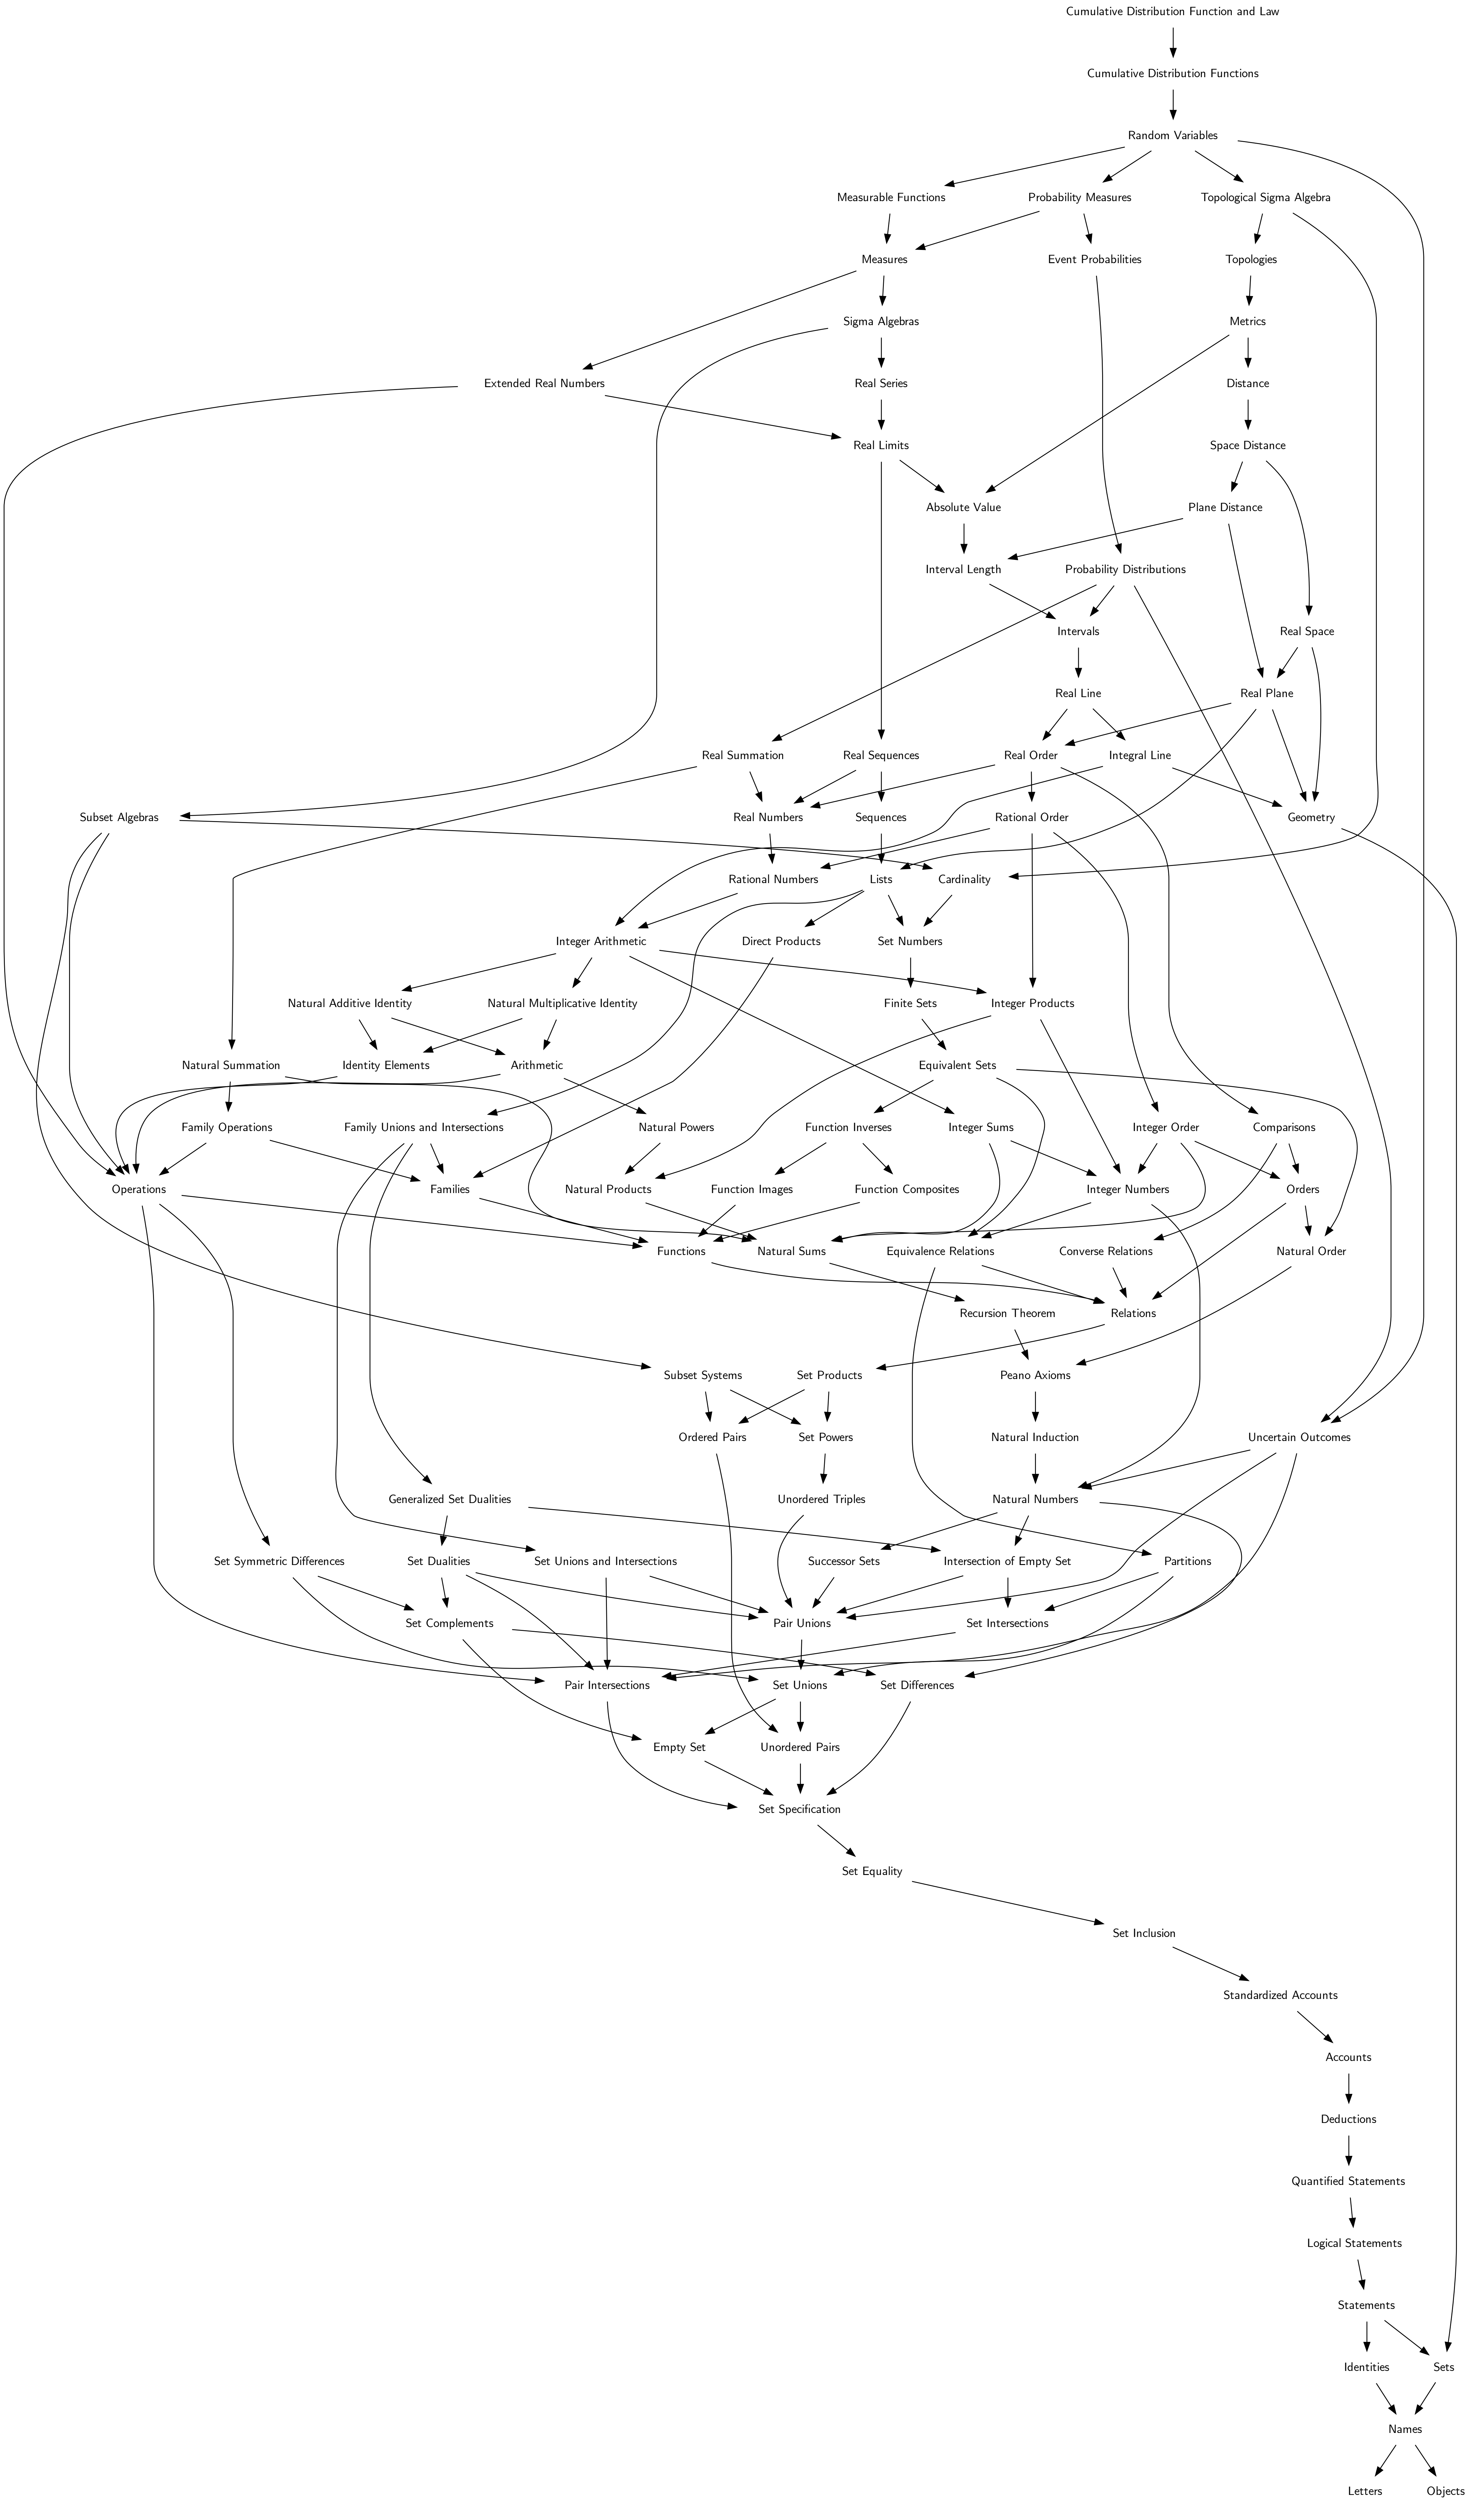 Cumulative Distribution Function and Law
Cumulative Distribution Functions
Random Variables
Measurable Functions
Probability Measures
Topological Sigma Algebra
Measures
Event Probabilities
Topologies
Sigma Algebras
Metrics
Extended Real Numbers
Real Series
Distance
Real Limits
Space Distance
Absolute Value
Plane Distance
Interval Length
Probability Distributions
Intervals
Real Space
Real Line
Real Plane
Real Summation
Real Sequences
Real Order
Integral Line
Subset Algebras
Real Numbers
Sequences
Rational Order
Geometry
Rational Numbers
Lists
Cardinality
Integer Arithmetic
Direct Products
Set Numbers
Natural Additive Identity
Natural Multiplicative Identity
Finite Sets
Integer Products
Natural Summation
Identity Elements
Arithmetic
Equivalent Sets
Family Operations
Family Unions and Intersections
Natural Powers
Function Inverses
Integer Sums
Integer Order
Comparisons
Operations
Families
Natural Products
Function Images
Function Composites
Integer Numbers
Orders
Functions
Natural Sums
Equivalence Relations
Converse Relations
Natural Order
Recursion Theorem
Relations
Subset Systems
Set Products
Peano Axioms
Ordered Pairs
Set Powers
Natural Induction
Uncertain Outcomes
Generalized Set Dualities
Unordered Triples
Natural Numbers
Set Symmetric Differences
Set Dualities
Set Unions and Intersections
Successor Sets
Intersection of Empty Set
Partitions
Set Complements
Pair Unions
Set Intersections
Pair Intersections
Set Unions
Set Differences
Empty Set
Unordered Pairs
Set Specification
Set Equality
Set Inclusion
Standardized Accounts
Accounts
Deductions
Quantified Statements
Logical Statements
Statements
Identities
Sets
Names
Letters
Objects